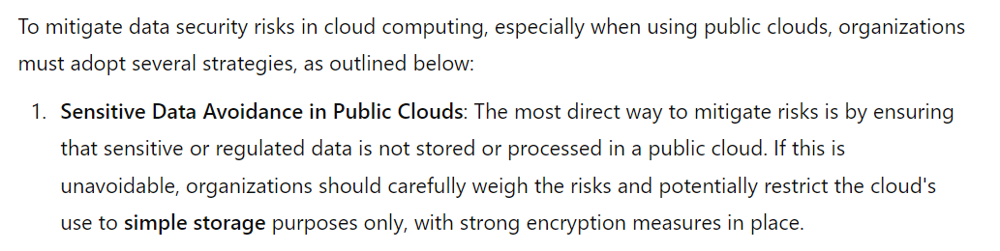 To mitigate data security risks in cloud computing, especially when using public clouds, organizations
must adopt several strategies, as outlined below:
1. Sensitive Data Avoidance in Public Clouds: The most direct way to mitigate risks is by ensuring
that sensitive or regulated data is not stored or processed in a public cloud. If this is
unavoidable, organizations should carefully weigh the risks and potentially restrict the cloud's
use to simple storage purposes only, with strong encryption measures in place.